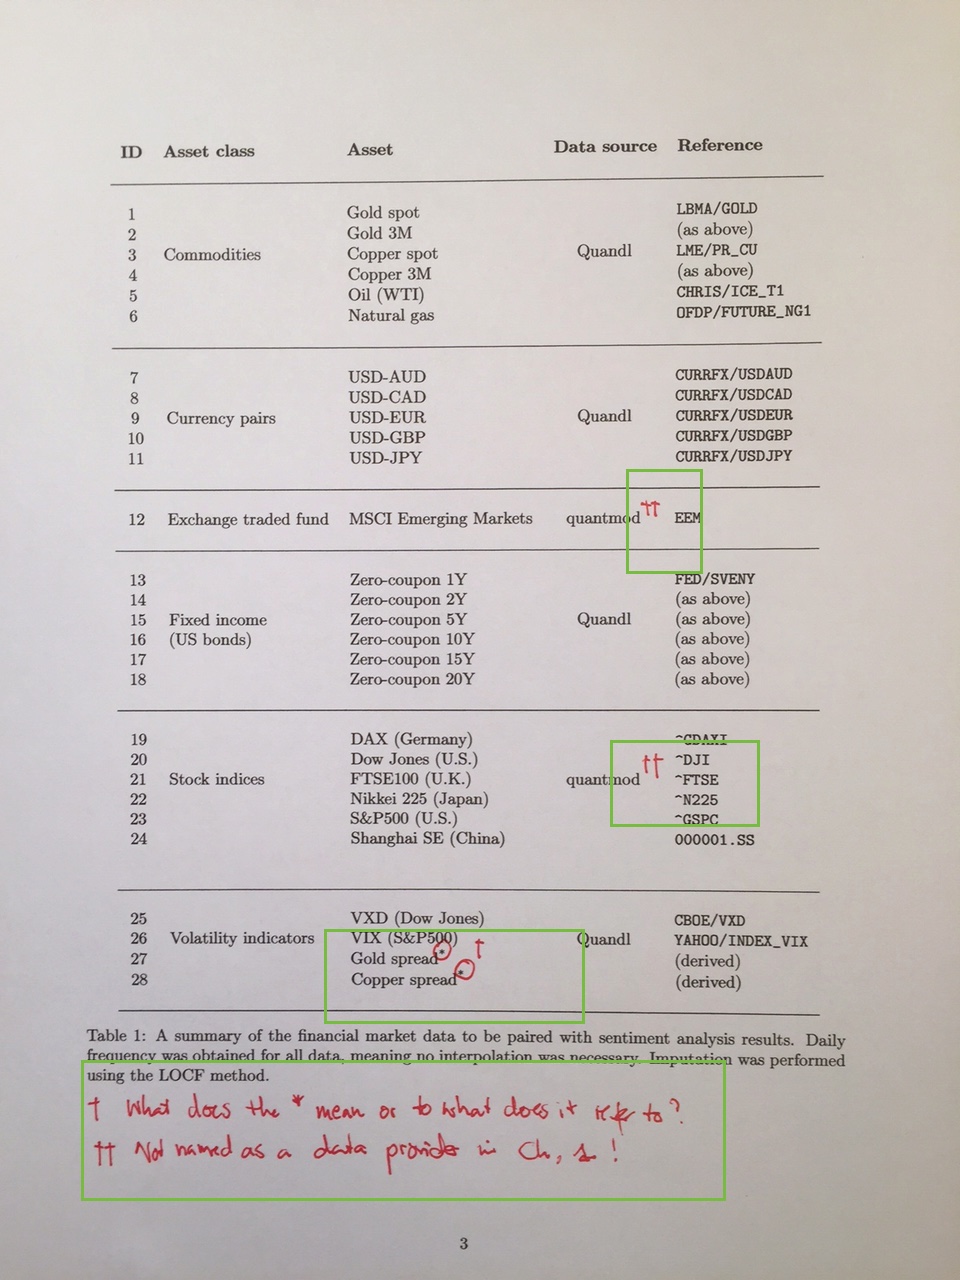 ID Asset class Asset Data source Reference
1 Gold spot LBMA/GOLD
2 Gold 3M (as above)
3 Commodities Copper spot Quandl LME/PR_CU
4 Copper 3M (as above)
5 Oil (WTI) CHRIS/ICE_T1
6 Natural gas OFDP/FUTURE_NG1
7 USD-AUD CURRFX/USDAUD
8 USD-CAD CURRFX/USDCAD
9 Currency pairs USD-EUR Quandl CURRFX/USDEUR
10 USD-GBP CURRFX/USDGBP
11 USD-JPY CURRFX/USDJPY
12 Exchange traded fund MSCI Emerging Markets quantmod †† EEM
13 Zero-coupon 1Y FED/SVENY
14 Zero-coupon 2Y (as above)
15 Fixed income Zero-coupon 5Y Quandl (as above)
16 (US bonds) Zero-coupon 10Y (as above)
17 Zero-coupon 15Y (as above)
18 Zero-coupon 20Y (as above)
19 DAX (Germany) ^GDAXI
20 Dow Jones (U.S.) †† ^DJI
21 Stock indices FTSE100 (U.K.) quantmod ^FTSE
22 Nikkei 225 (Japan) ^N225
23 S&P500 (U.S.) ^GSPC
24 Shanghai SE (China) 000001.SS
25 VXD (Dow Jones) CBOE/VXD
26 Volatility indicators VIX (S&P500) Quandl YAHOO/INDEX_VIX
27 Gold spread* † (derived)
28 Copper spread* (derived)
Table 1: A summary of the financial market data to be paired with sentiment analysis results. Daily
frequency was obtained for all data, meaning no interpolation was necessary. Imputation was performed
using the LOCF method.
† What does the * mean or to what does it refer to?
†† Not named as a data provider in Ch, !
3